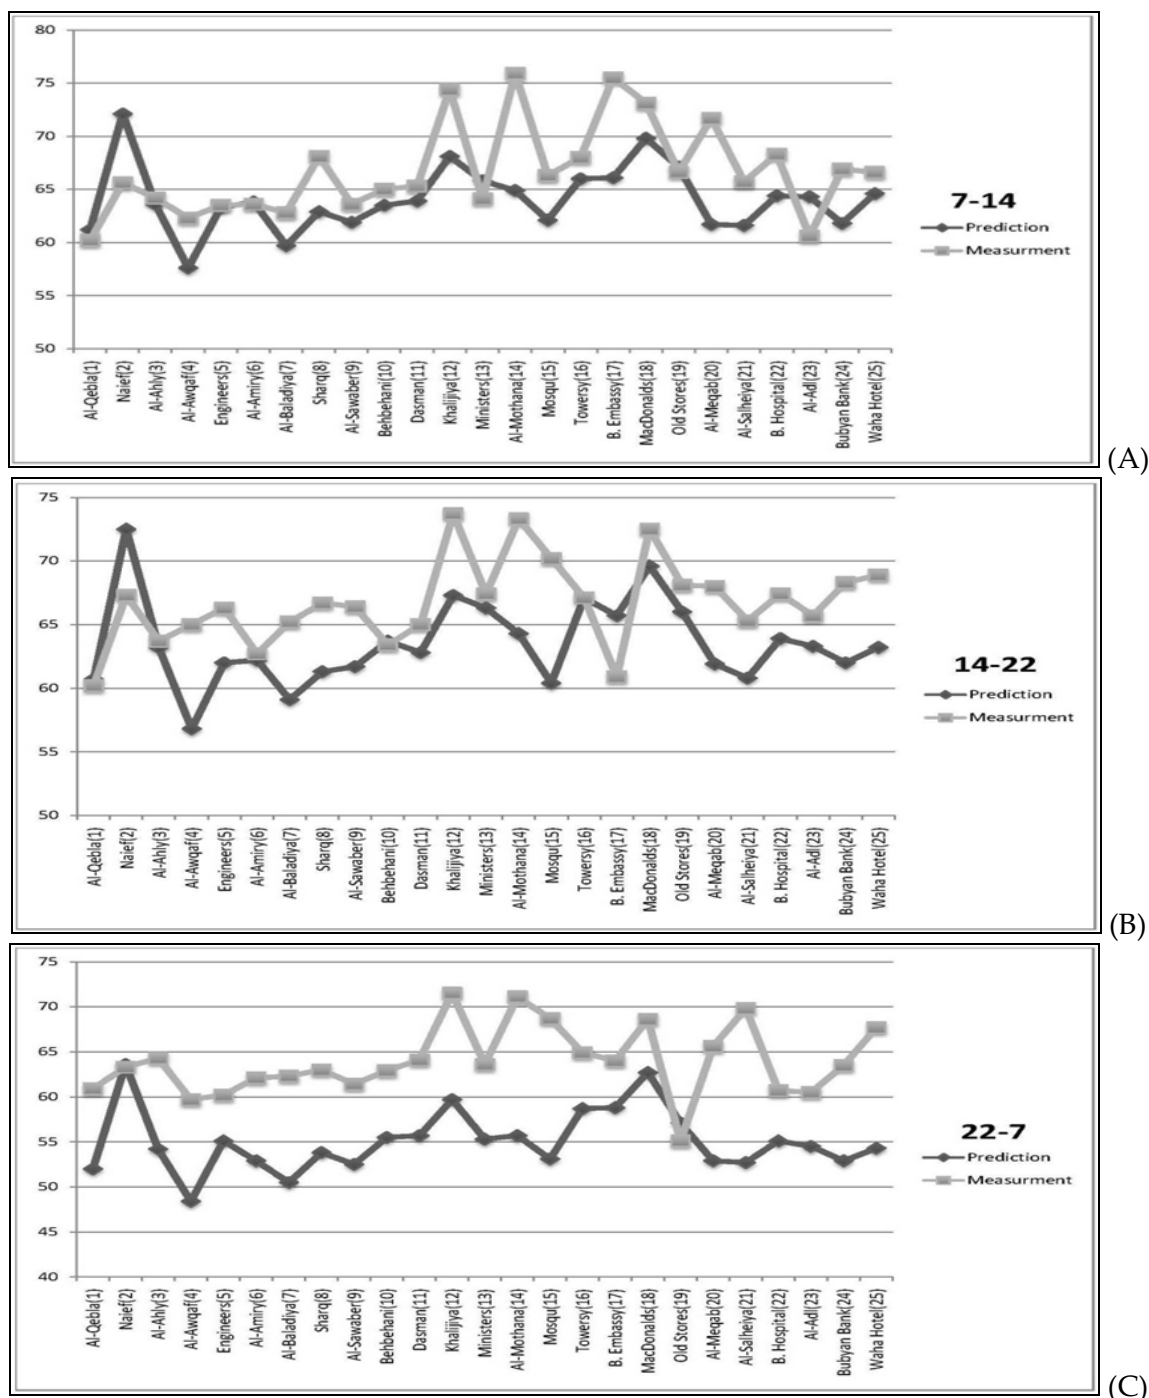 80
75
70
65
60
55
50
Al-Qebla(1)
Naief(2)
Al-Ahly(3)
Al-Awqaf(4)
Engineers(5)
Al-Amiry(6)
Al-Baladiya(7)
Sharq(8)
Al-Sawaber(9)
Behbehani(10)
Dasman(11)
Khalijiya(12)
Ministers(13)
Al-Mothana(14)
Mosqu(15)
Towersy(16)
B. Embassy(17)
MacDonalds(18)
Old Stores(19)
Al-Meqab(20)
Al-Salheiya(21)
B. Hospital(22)
Al-Adl(23)
Bubyan Bank(24)
Waha Hotel(25)
7-14
Prediction
Measurment
(A)
75
70
65
60
55
50
Al-Qebla(1)
Naief(2)
Al-Ahly(3)
Al-Awqaf(4)
Engineers(5)
Al-Amiry(6)
Al-Baladiya(7)
Sharq(8)
Al-Sawaber(9)
Behbehani(10)
Dasman(11)
Khalijiya(12)
Ministers(13)
Al-Mothana(14)
Mosqu(15)
Towersy(16)
B. Embassy(17)
MacDonalds(18)
Old Stores(19)
Al-Meqab(20)
Al-Salheiya(21)
B. Hospital(22)
Al-Adl(23)
Bubyan Bank(24)
Waha Hotel(25)
14-22
Prediction
Measurment
(B)
75
70
65
60
55
50
45
40
Al-Qebla(1)
Naief(2)
Al-Ahly(3)
Al-Awqaf(4)
Engineers(5)
Al-Amiry(6)
Al-Baladiya(7)
Sharq(8)
Al-Sawaber(9)
Behbehani(10)
Dasman(11)
Khalijiya(12)
Ministers(13)
Al-Mothana(14)
Mosqu(15)
Towersy(16)
B. Embassy(17)
MacDonalds(18)
Old Stores(19)
Al-Meqab(20)
Al-Salheiya(21)
B. Hospital(22)
Al-Adl(23)
Bubyan Bank(24)
Waha Hotel(25)
22-7
Prediction
Measurment
(C)